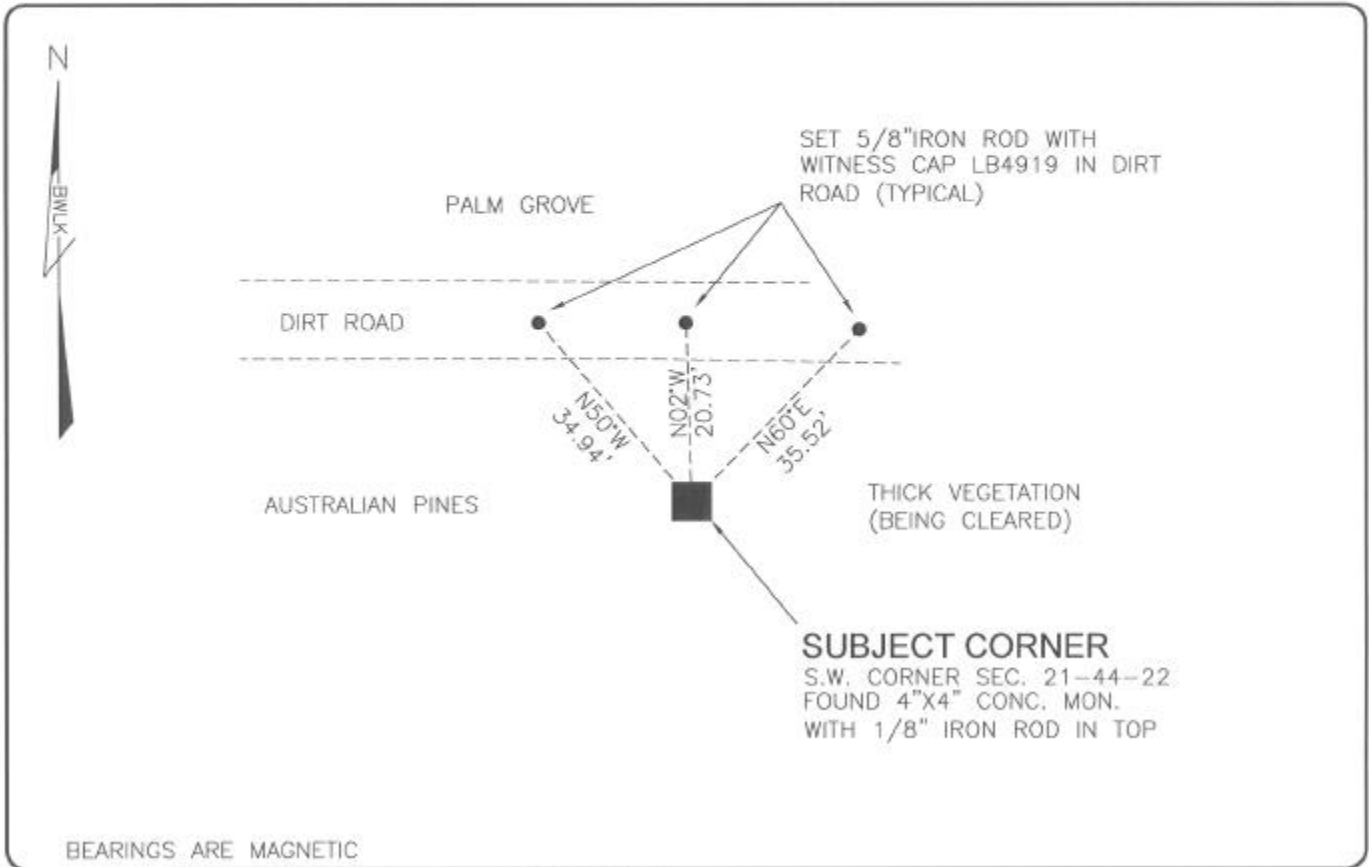 N
BWLK
SET 5/8"IRON ROD WITH
WITNESS CAP LB4919 IN DIRT
ROAD (TYPICAL)
PALM GROVE
DIRT ROAD
N50°W
34.94'
N02°W
20.73'
N60°E
35.52'
AUSTRALIAN PINES
THICK VEGETATION
(BEING CLEARED)
SUBJECT CORNER
S.W. CORNER SEC. 21-44-22
FOUND 4"X4" CONC. MON.
WITH 1/8" IRON ROD IN TOP
BEARINGS ARE MAGNETIC